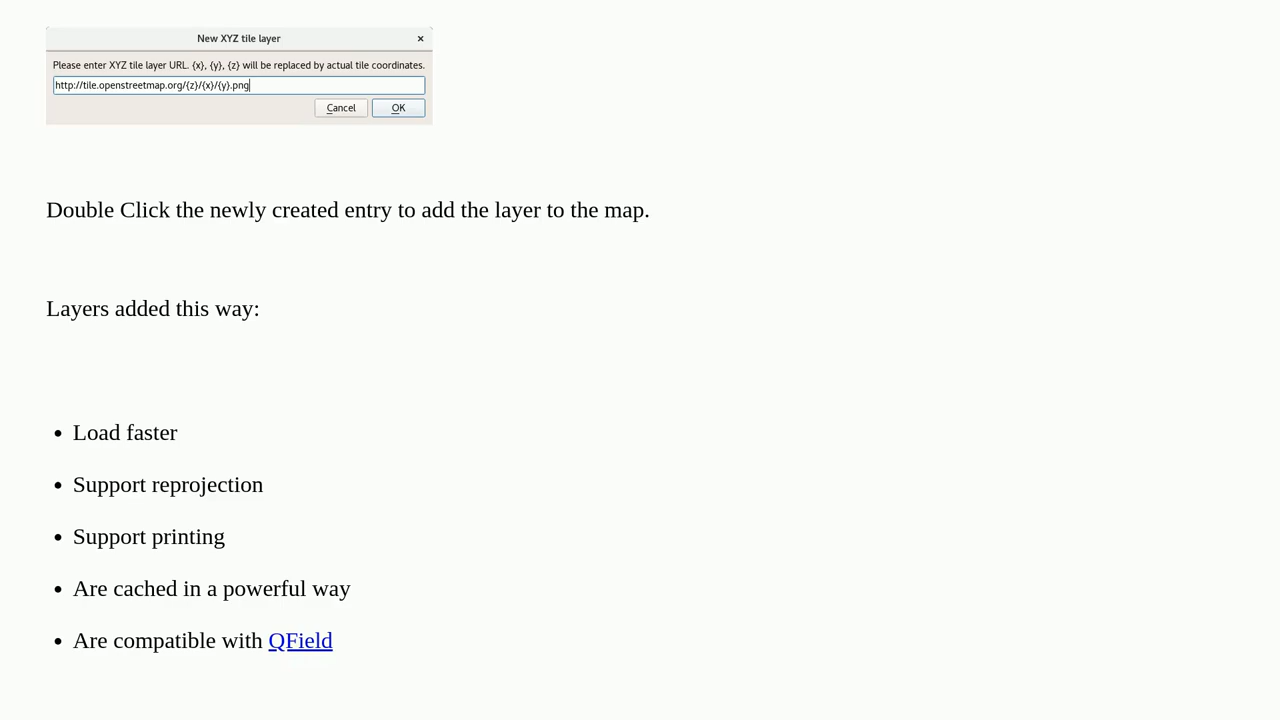 New XYZ tile layer ×
Please enter XYZ tile layer URL. {x}, {y}, {z} will be replaced by actual tile coordinates.
http://tile.openstreetmap.org/{z}/{x}/{y}.png
Cancel OK
Double Click the newly created entry to add the layer to the map.
Layers added this way:
• Load faster
• Support reprojection
• Support printing
• Are cached in a powerful way
• Are compatible with QField